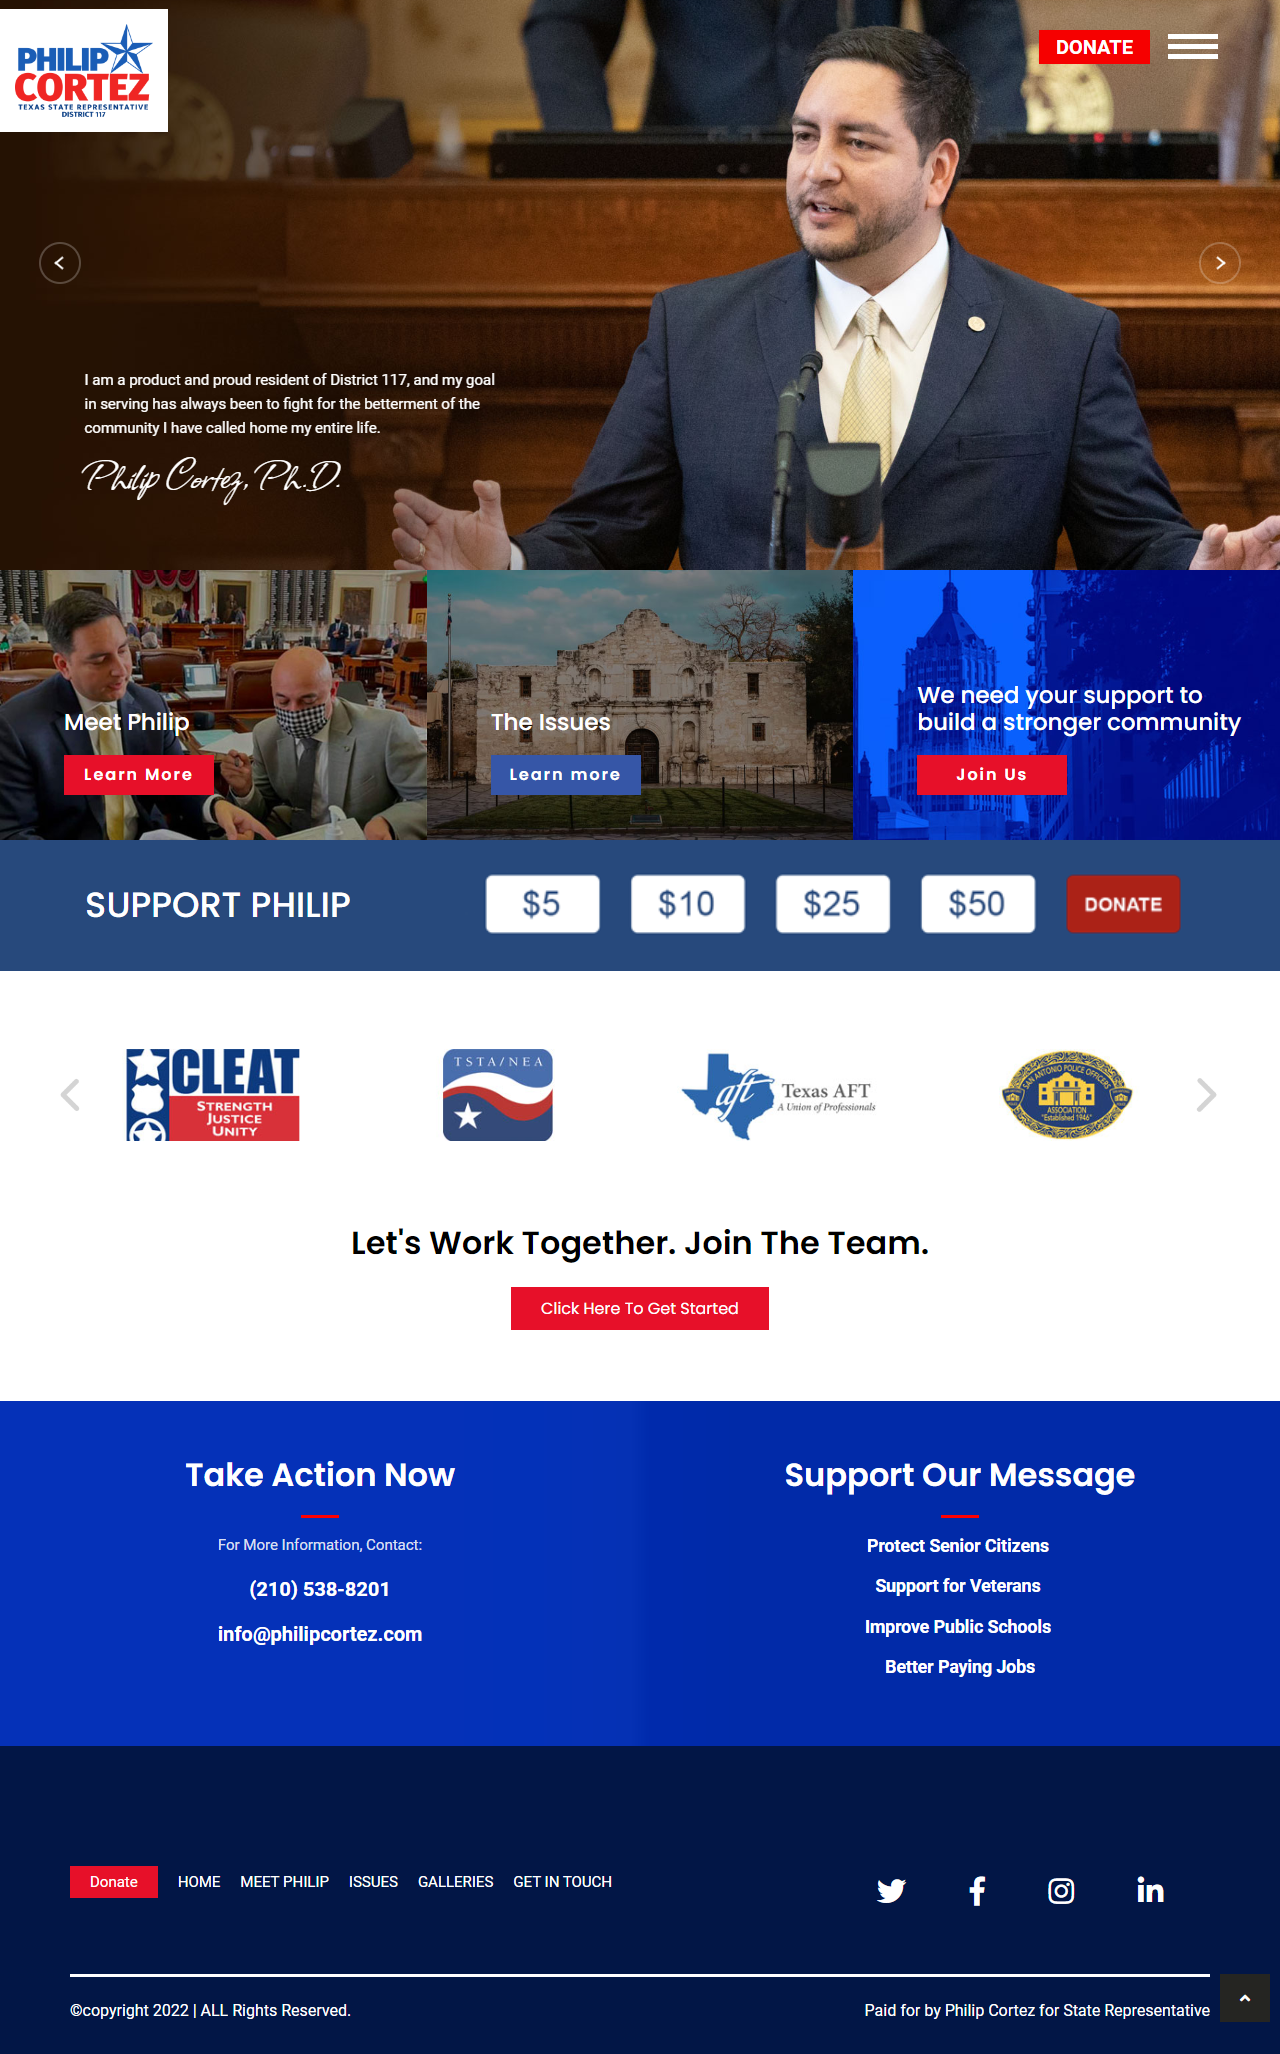 PHILIP
CORTEZ
TEXAS STATE REPRESENTATIVE
DISTRICT 117
DONATE
I am a product and proud resident of District 117, and my goal
in serving has always been to fight for the betterment of the
community I have called home my entire life.
Philip Cortez, Ph.D.
Meet Philip
Learn More
The Issues
Learn more
We need your support to
build a stronger community
Join Us
SUPPORT PHILIP
$5
$10
$25
$50
DONATE
CLEAT
STRENGTH
JUSTICE
UNITY
TSTA/NEA
aft
Texas AFT
A Union of Professionals
SAN ANTONIO POLICE OFFICERS
ASSOCIATION
"Established 1946"
Let's Work Together. Join The Team.
Click Here To Get Started
Take Action Now
For More Information, Contact:
(210) 538-8201
info@philipcortez.com
Support Our Message
Protect Senior Citizens
Support for Veterans
Improve Public Schools
Better Paying Jobs
Donate
HOME
MEET PHILIP
ISSUES
GALLERIES
GET IN TOUCH
©copyright 2022 | ALL Rights Reserved.
Paid for by Philip Cortez for State Representative